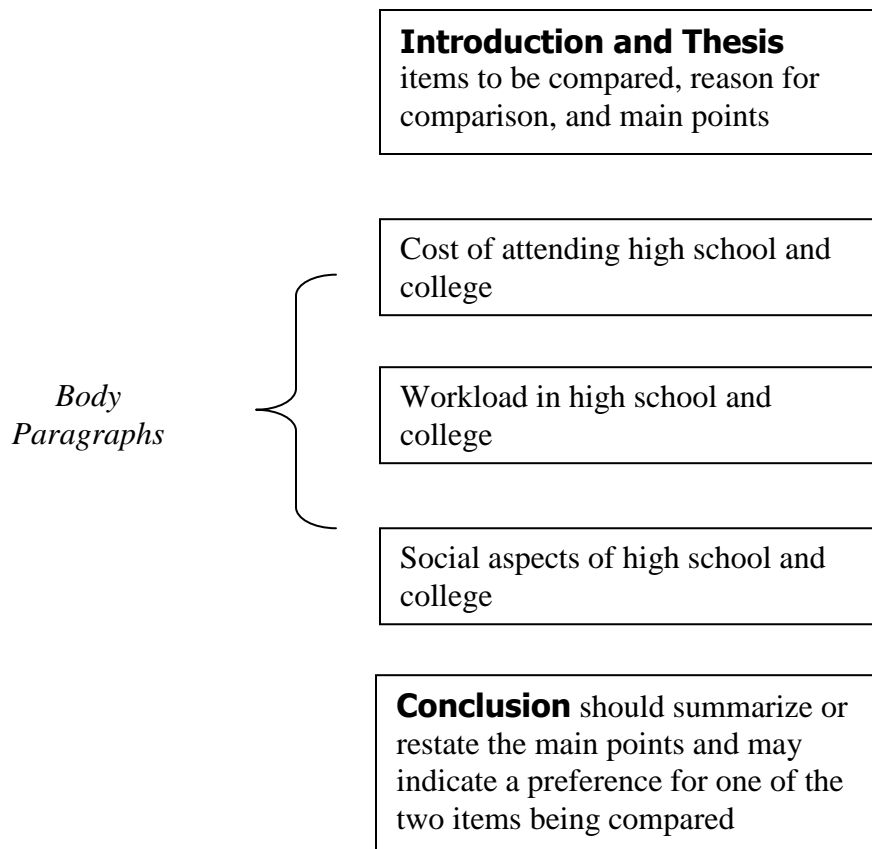 Introduction and Thesis
items to be compared, reason for
comparison, and main points
Cost of attending high school and
college
Body
Paragraphs
Workload in high school and
college
Social aspects of high school and
college
Conclusion should summarize or
restate the main points and may
indicate a preference for one of the
two items being compared